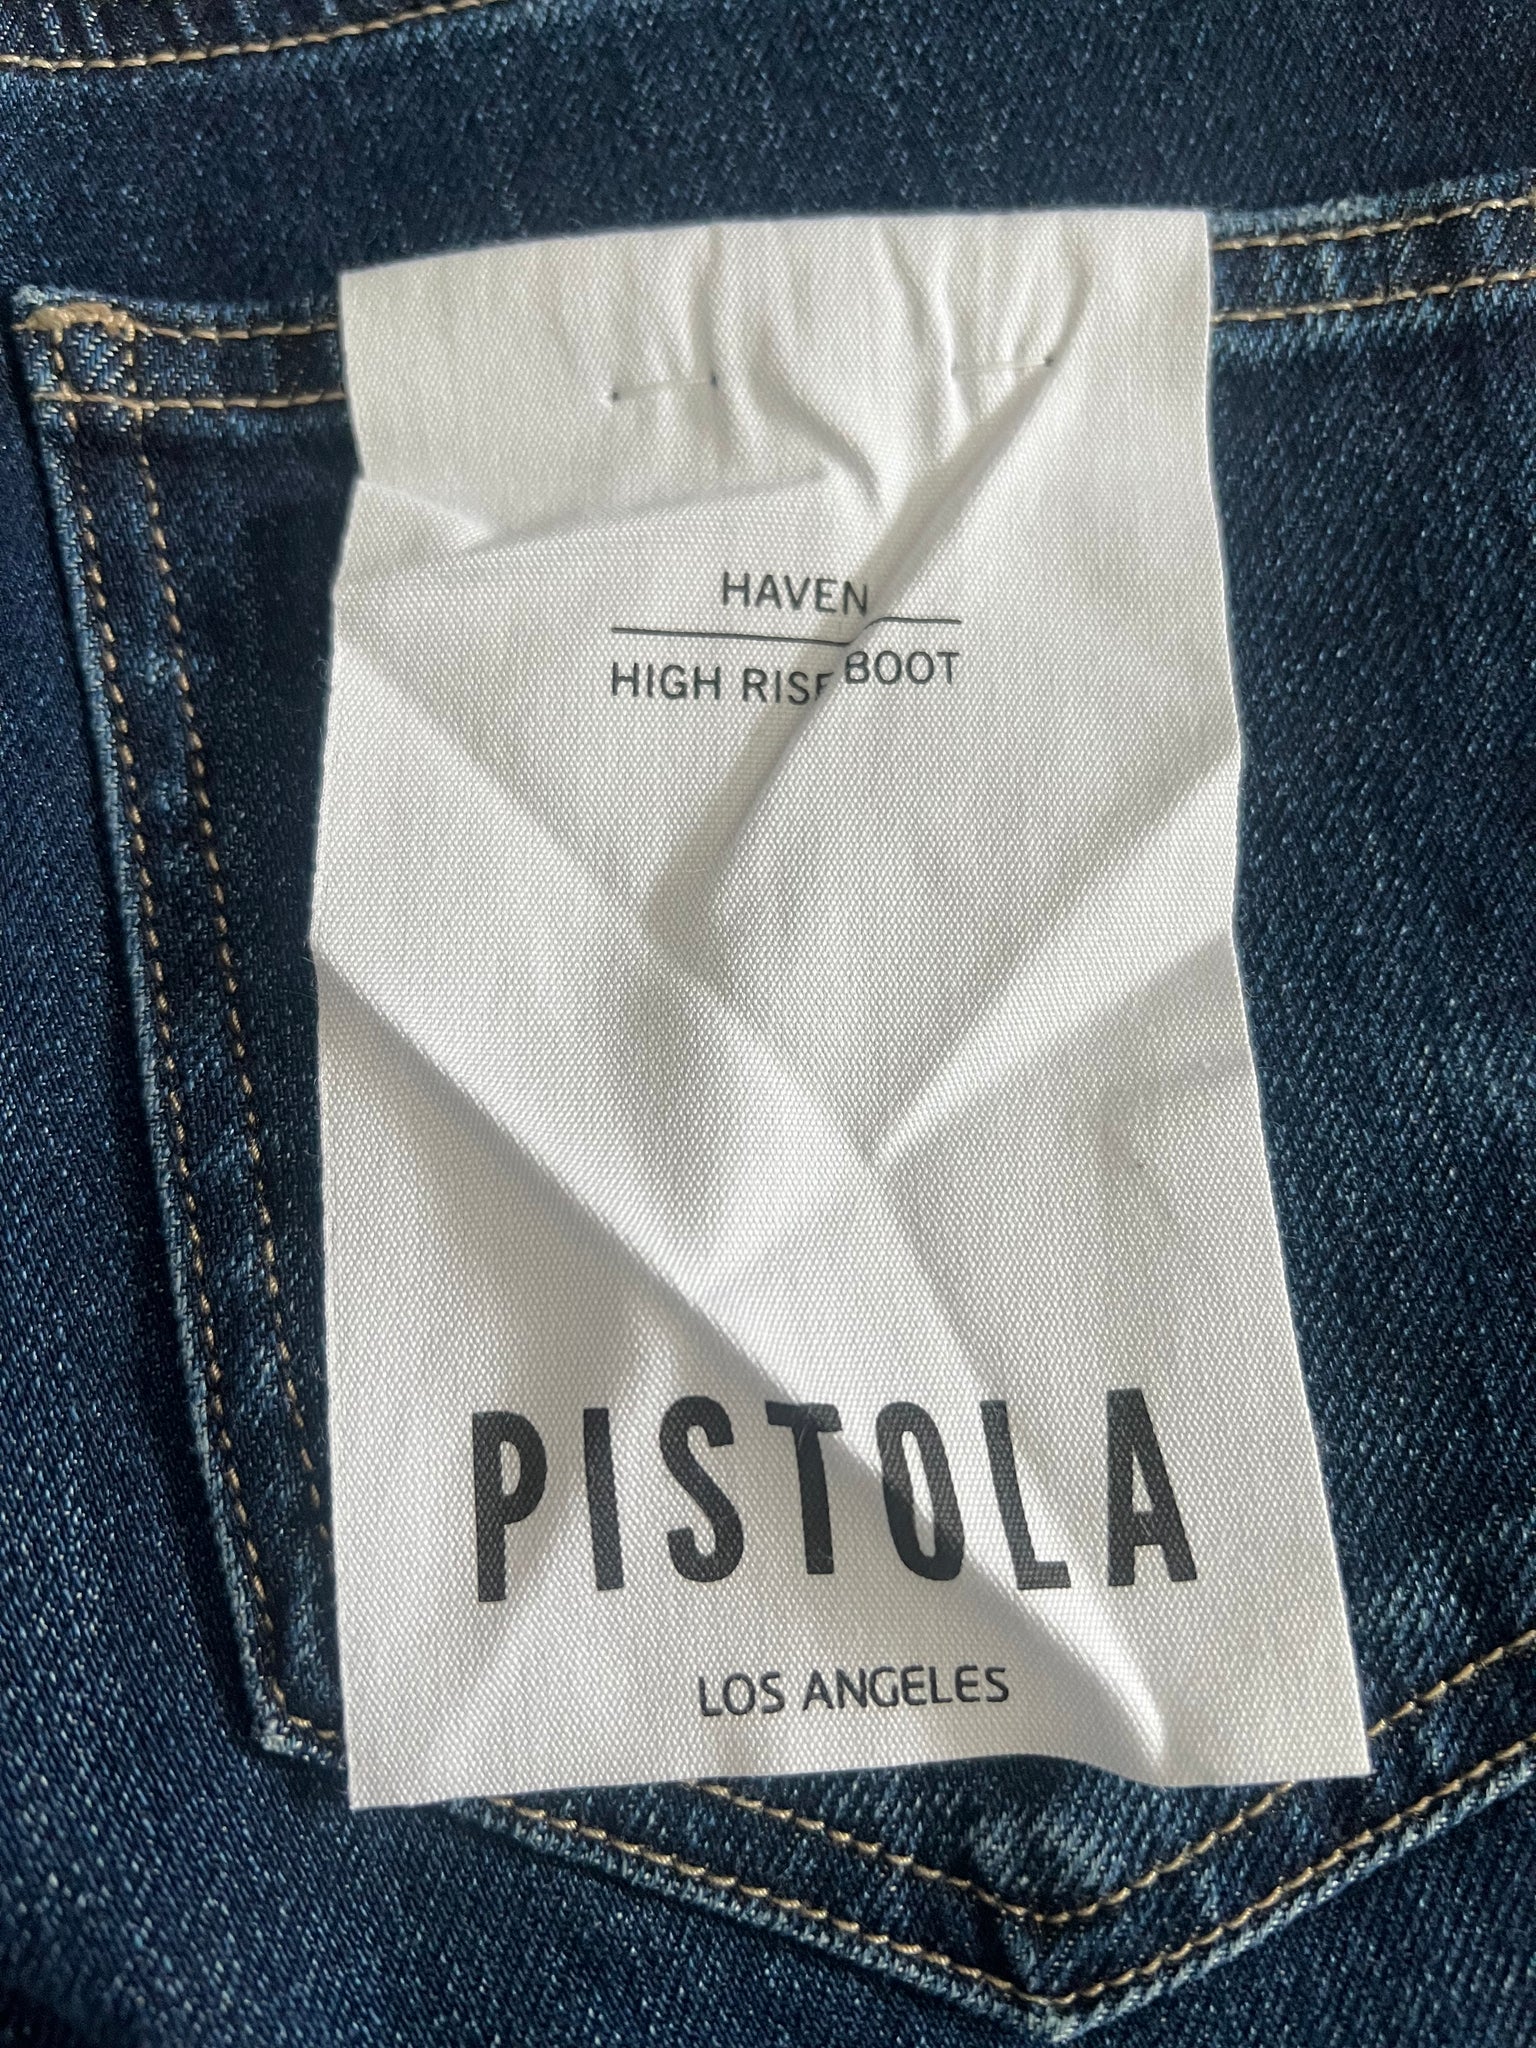 HAVEN
HIGH RISE BOOT
PISTOLA
LOS ANGELES